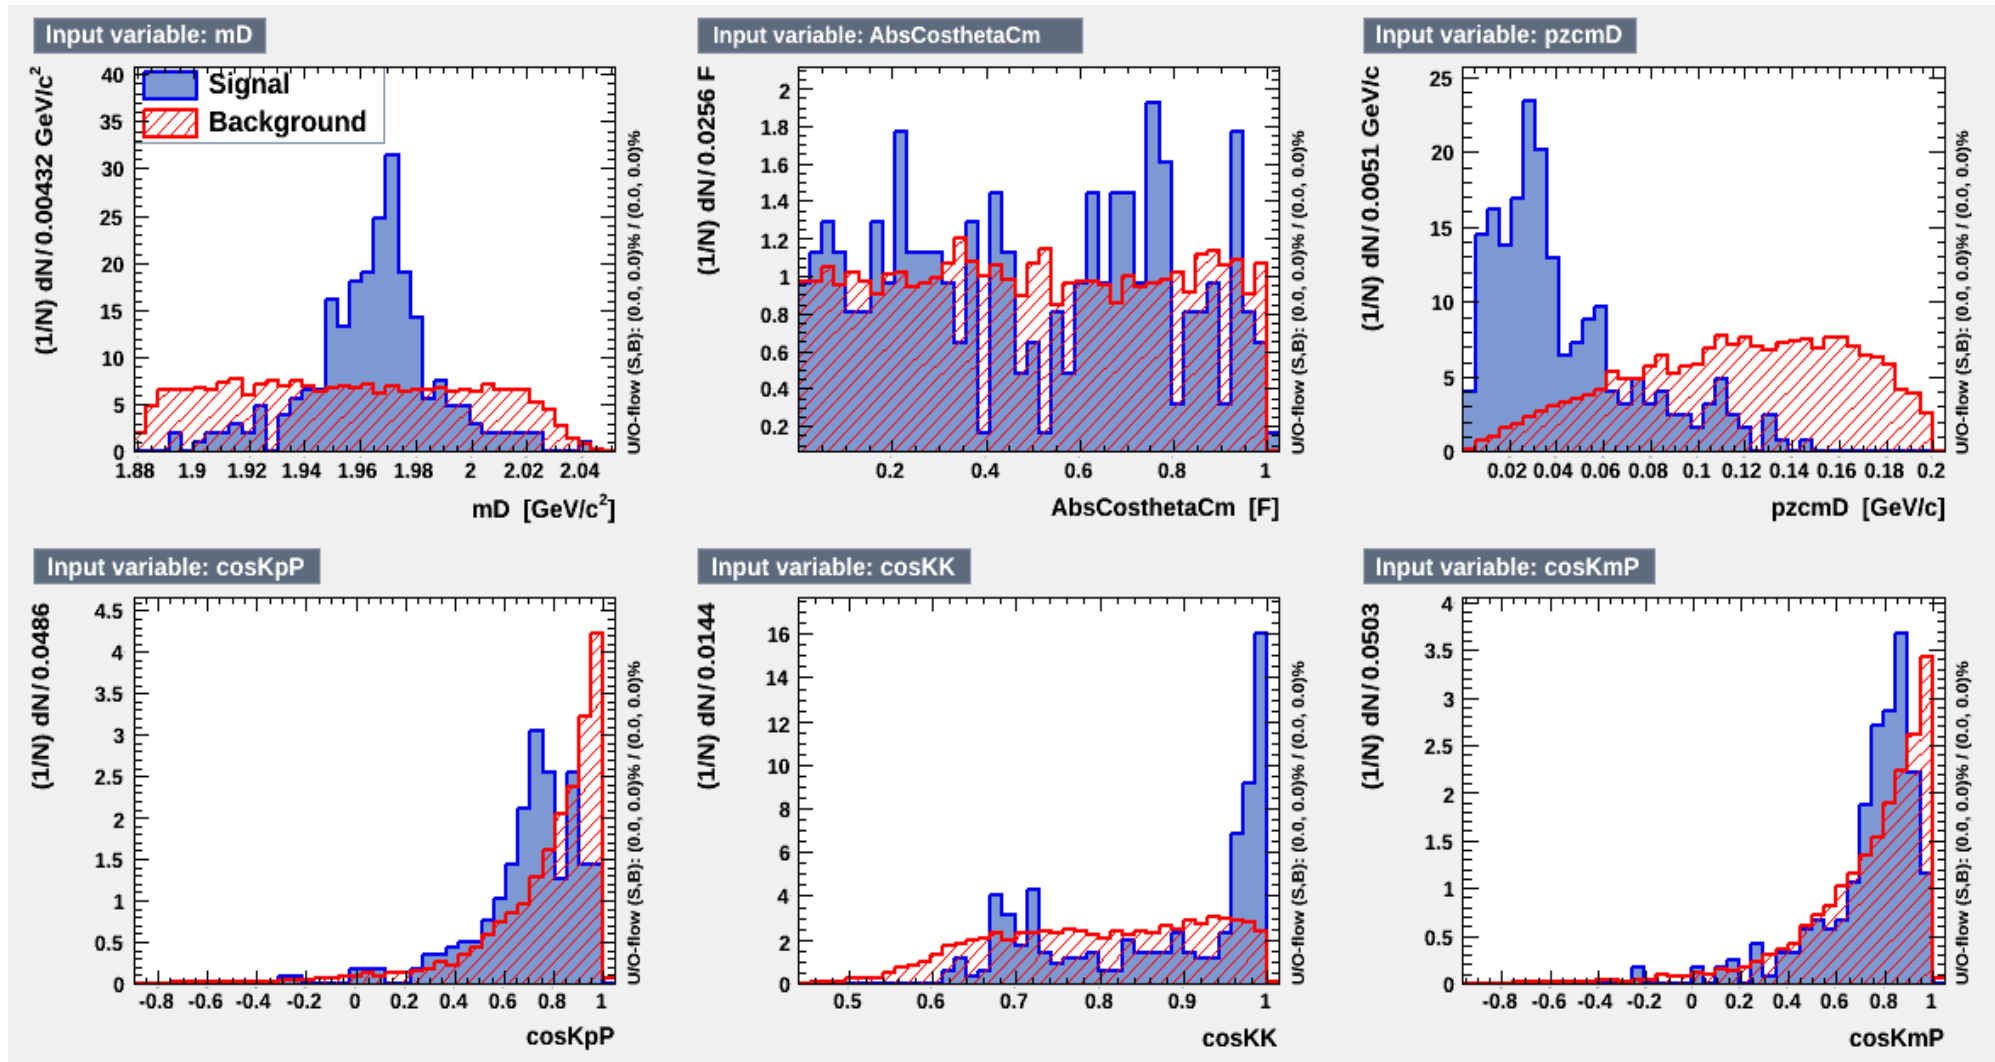 Input variable: mD
(1/N) dN / 0.00432 GeV/c²
40
35
30
25
20
15
10
5
0
Signal
Background
1.88 1.9 1.92 1.94 1.96 1.98 2 2.02 2.04
mD [GeV/c²]
U/O-flow (S,B): (0.0, 0.0)% / (0.0, 0.0)%
Input variable: AbsCosthetaCm
(1/N) dN / 0.0256 F
2
1.8
1.6
1.4
1.2
1
0.8
0.6
0.4
0.2
0.2 0.4 0.6 0.8 1
AbsCosthetaCm [F]
U/O-flow (S,B): (0.0, 0.0)% / (0.0, 0.0)%
Input variable: pzcmD
(1/N) dN / 0.0051 GeV/c
25
20
15
10
5
0
0.02 0.04 0.06 0.08 0.1 0.12 0.14 0.16 0.18 0.2
pzcmD [GeV/c]
U/O-flow (S,B): (0.0, 0.0)% / (0.0, 0.0)%
Input variable: cosKpP
(1/N) dN / 0.0486
4.5
4
3.5
3
2.5
2
1.5
1
0.5
0
-0.8 -0.6 -0.4 -0.2 0 0.2 0.4 0.6 0.8 1
cosKpP
U/O-flow (S,B): (0.0, 0.0)% / (0.0, 0.0)%
Input variable: cosKK
(1/N) dN / 0.0144
16
14
12
10
8
6
4
2
0
0.5 0.6 0.7 0.8 0.9 1
cosKK
U/O-flow (S,B): (0.0, 0.0)% / (0.0, 0.0)%
Input variable: cosKmP
(1/N) dN / 0.0503
4
3.5
3
2.5
2
1.5
1
0.5
0
-0.8 -0.6 -0.4 -0.2 0 0.2 0.4 0.6 0.8 1
cosKmP
U/O-flow (S,B): (0.0, 0.0)% / (0.0, 0.0)%